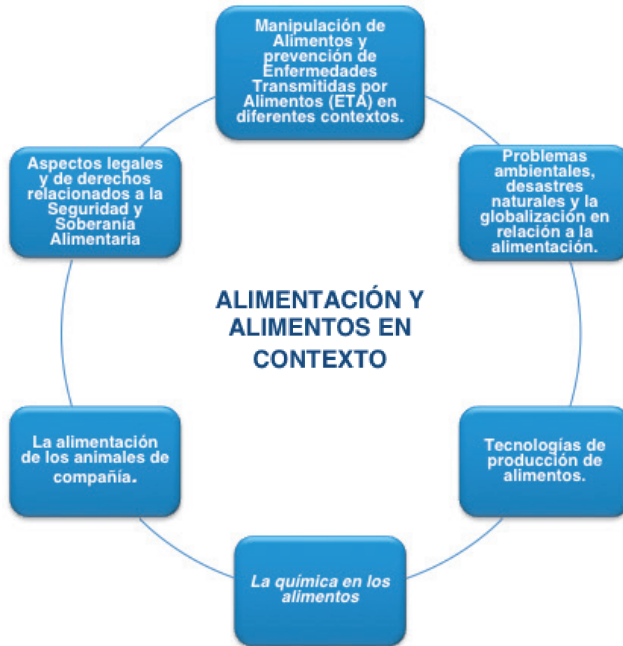 Manipulación de
Alimentos y
prevención de
Enfermedades
Transmitidas por
Alimentos (ETA) en
diferentes contextos.
Problemas
ambientales,
desastres
naturales y la
globalización en
relación a la
alimentación.
Tecnologías de
producción de
alimentos.
La química en los
alimentos
La alimentación
de los animales de
compañía.
Aspectos legales
y de derechos
relacionados a la
Seguridad y
Soberanía
Alimentaria
ALIMENTACIÓN Y
ALIMENTOS EN
CONTEXTO